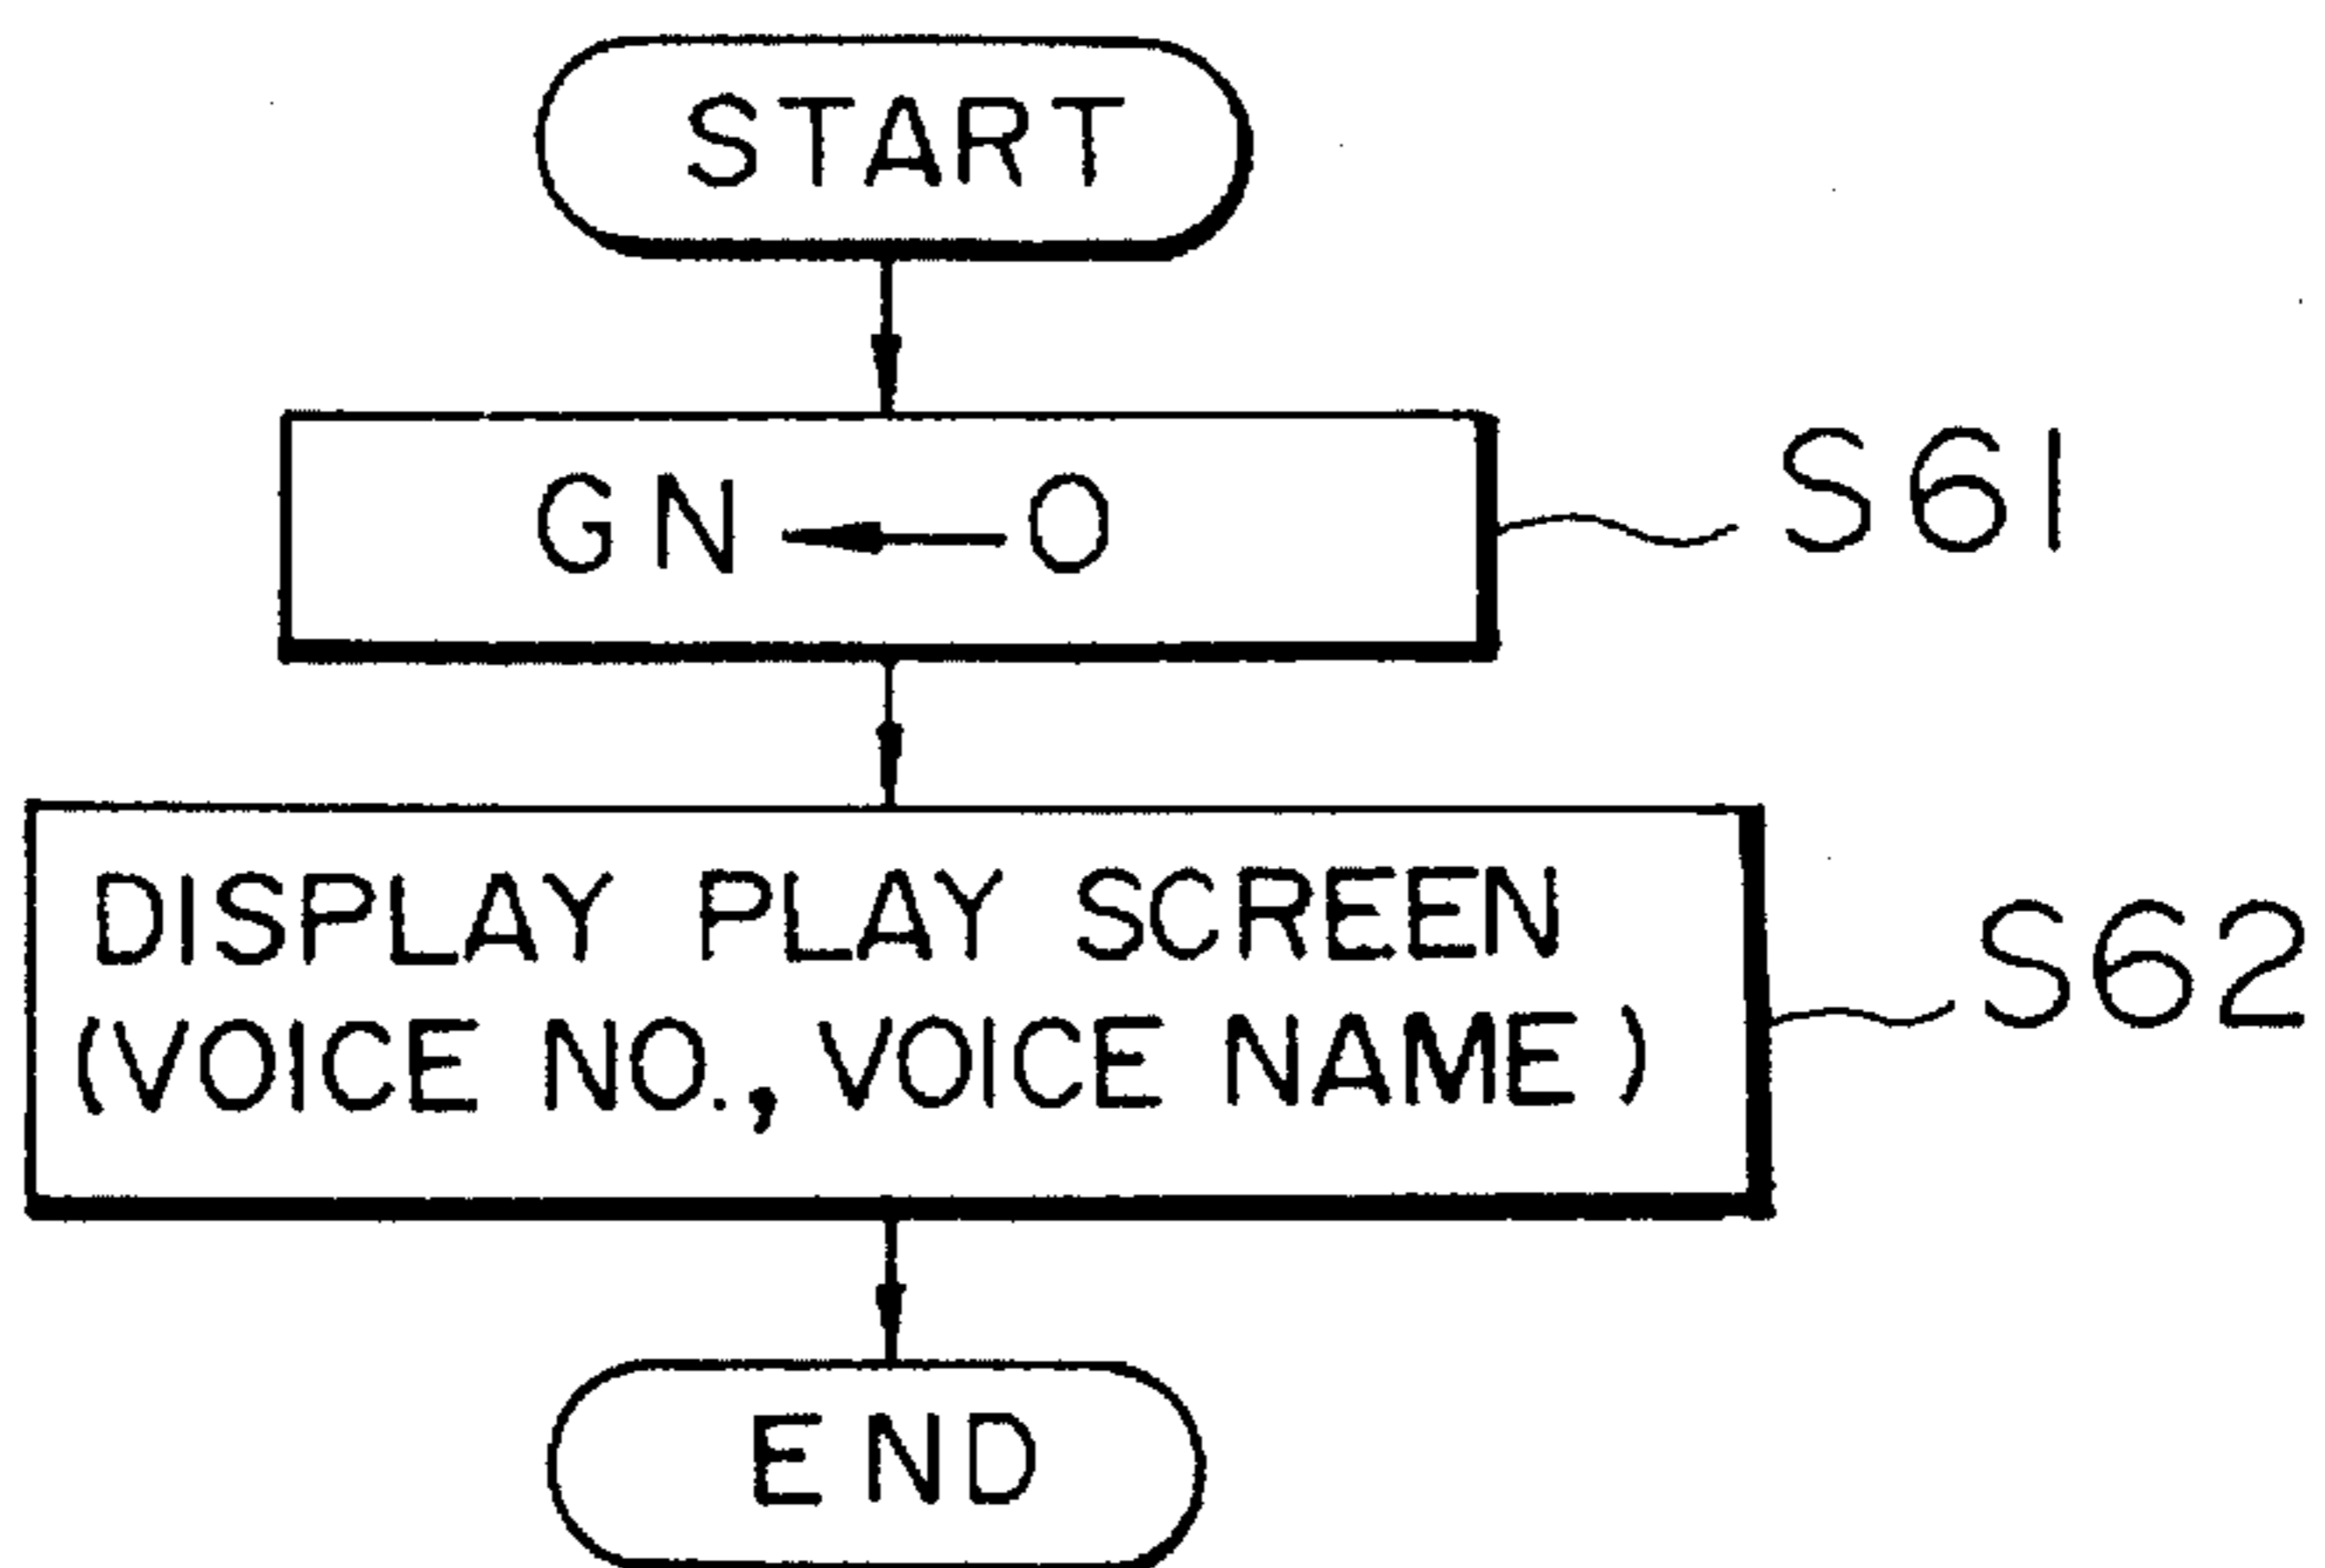 START
GN ← 0
S61
DISPLAY PLAY SCREEN
(VOICE NO., VOICE NAME)
S62
END